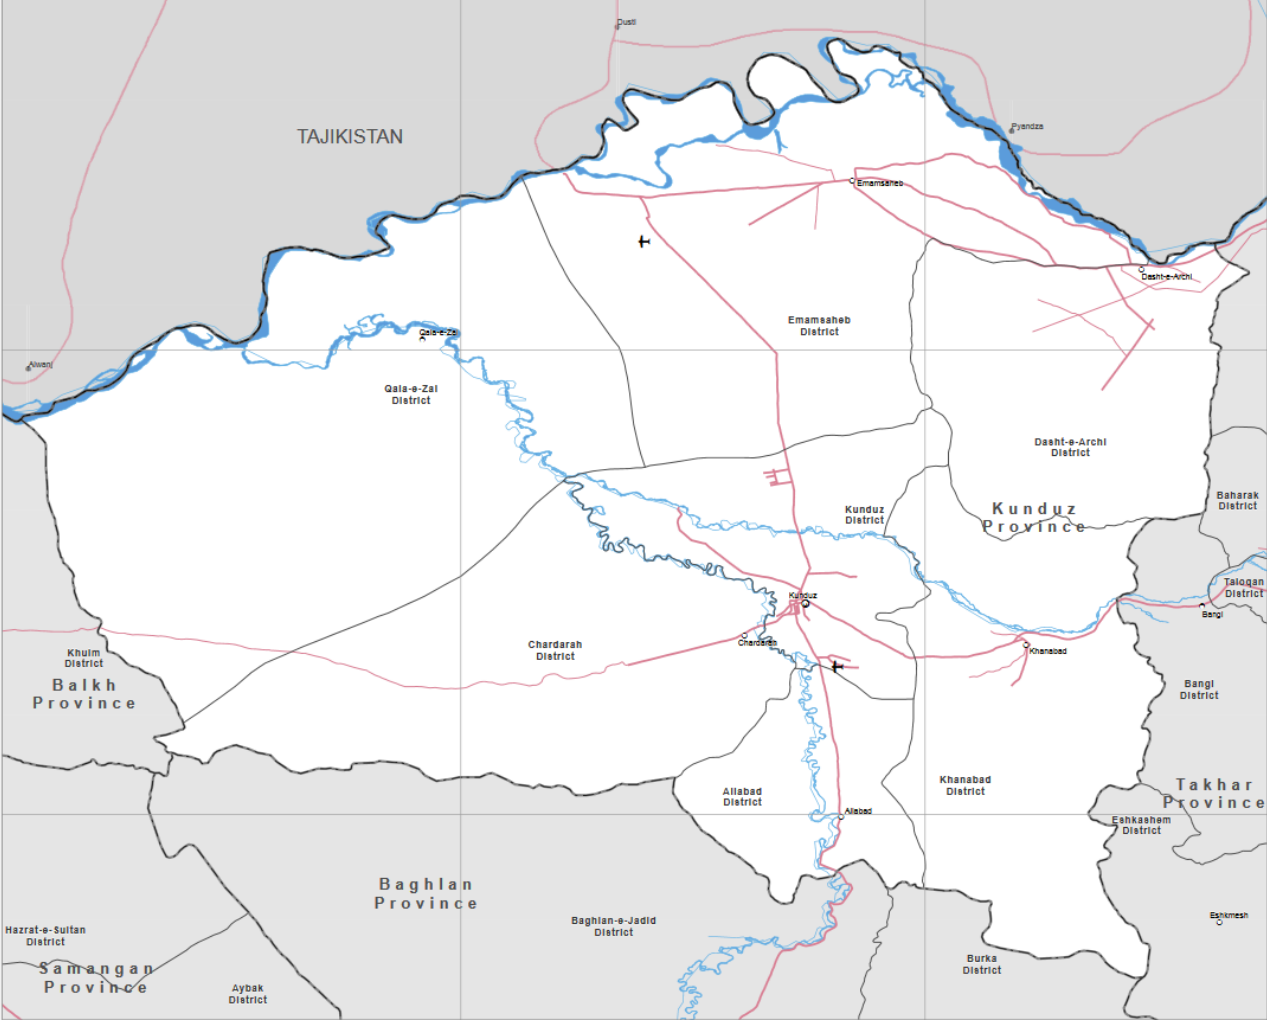 Dusti
Pyandza
TAJIKISTAN
Emamsaheb
Dasht-e-Archi
Qala-e-Zal
Emamsaheb
District
Aiwanj
Qala-e-Zal
District
Dasht-e-Archi
District
Baharak
District
Kunduz
District
Kunduz
Province
Taloqan
District
Kunduz
Bangi
Chardarah
Chardarah
District
Khanabad
Khulm
District
Balkh
Province
Bangi
District
Aliabad
District
Khanabad
District
Takhar
Province
Aliabad
Eshkashem
District
Baghlan
Province
Baghlan-e-Jadid
District
Eshkmesh
Hazrat-e-Sultan
District
Burka
District
Samangan
Province
Aybak
District